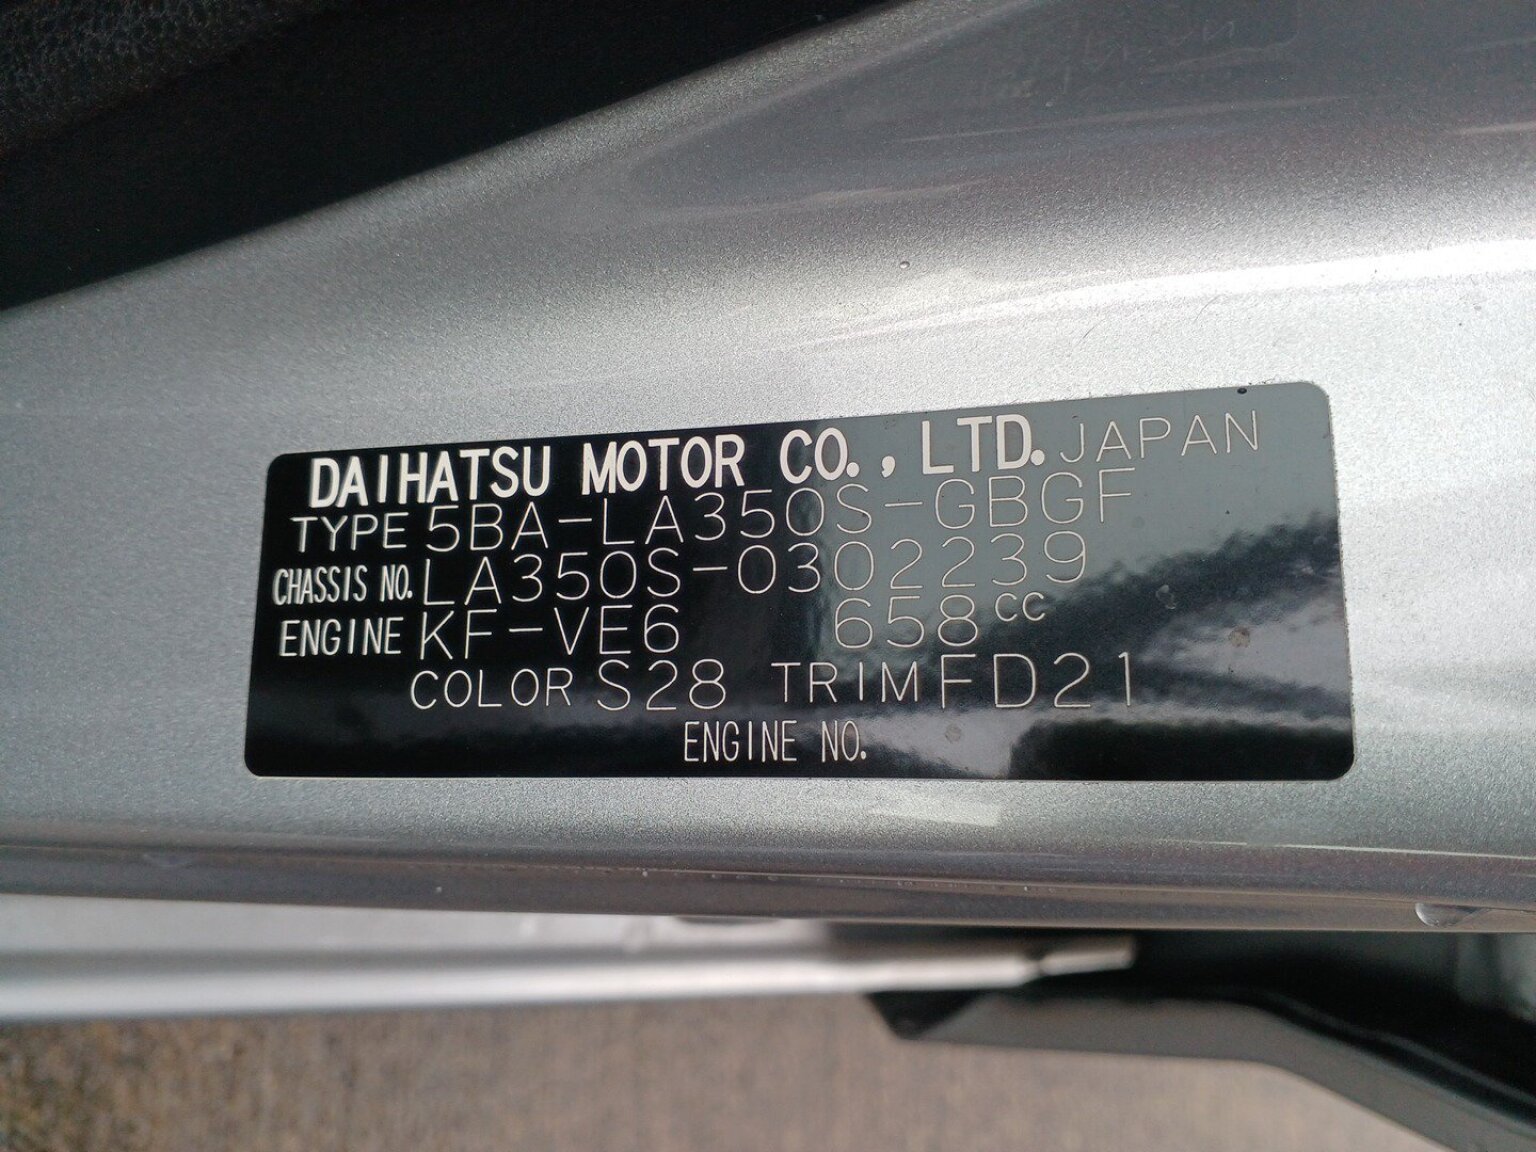 DAIHATSU MOTOR CO., LTD. JAPAN
TYPE 5BA-LA350S-GBGF
CHASSIS NO. LA350S-0302239
ENGINE KF-VE6 658cc
COLOR S28 TRIM FD21
ENGINE NO.